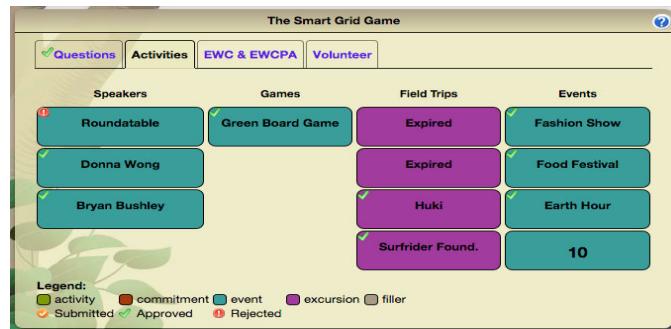 The Smart Grid Game
?
Questions Activities EWC & EWCPA Volunteer
Speakers Games Field Trips Events
Roundatable Green Board Game Expired Fashion Show
Donna Wong Expired Food Festival
Bryan Bushley Huki Earth Hour
Surfrider Found. 10
Legend:
activity commitment event excursion filler
Submitted Approved Rejected